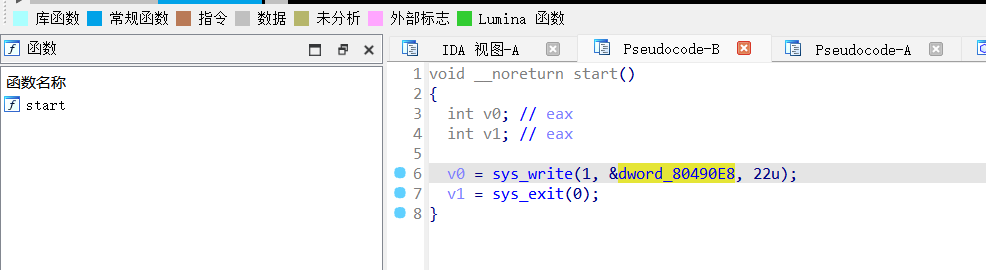 库函数 常规函数 指令 数据 未分析 外部标志 Lumina 函数
函数
IDA 视图-A Pseudocode-B Pseudocode-A
函数名称
start
1 void __noreturn start()
2 {
3 int v0; // eax
4 int v1; // eax
5
6 v0 = sys_write(1, &dword_80490E8, 22u);
7 v1 = sys_exit(0);
8 }